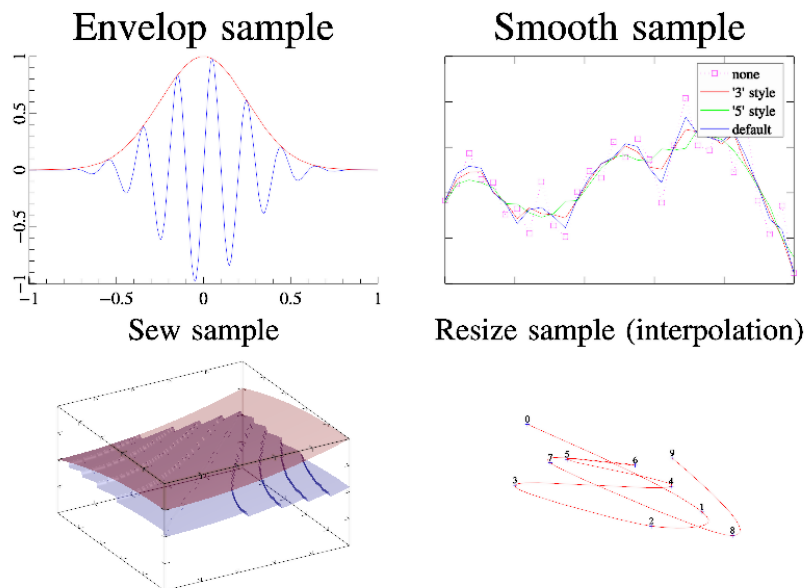 Envelop sample
Smooth sample
1
0.5
0
−0.5
−1
−1
−0.5
0
0.5
1
none
'3' style
'5' style
default
Sew sample
Resize sample (interpolation)
0
7
5
6
9
3
4
1
2
8